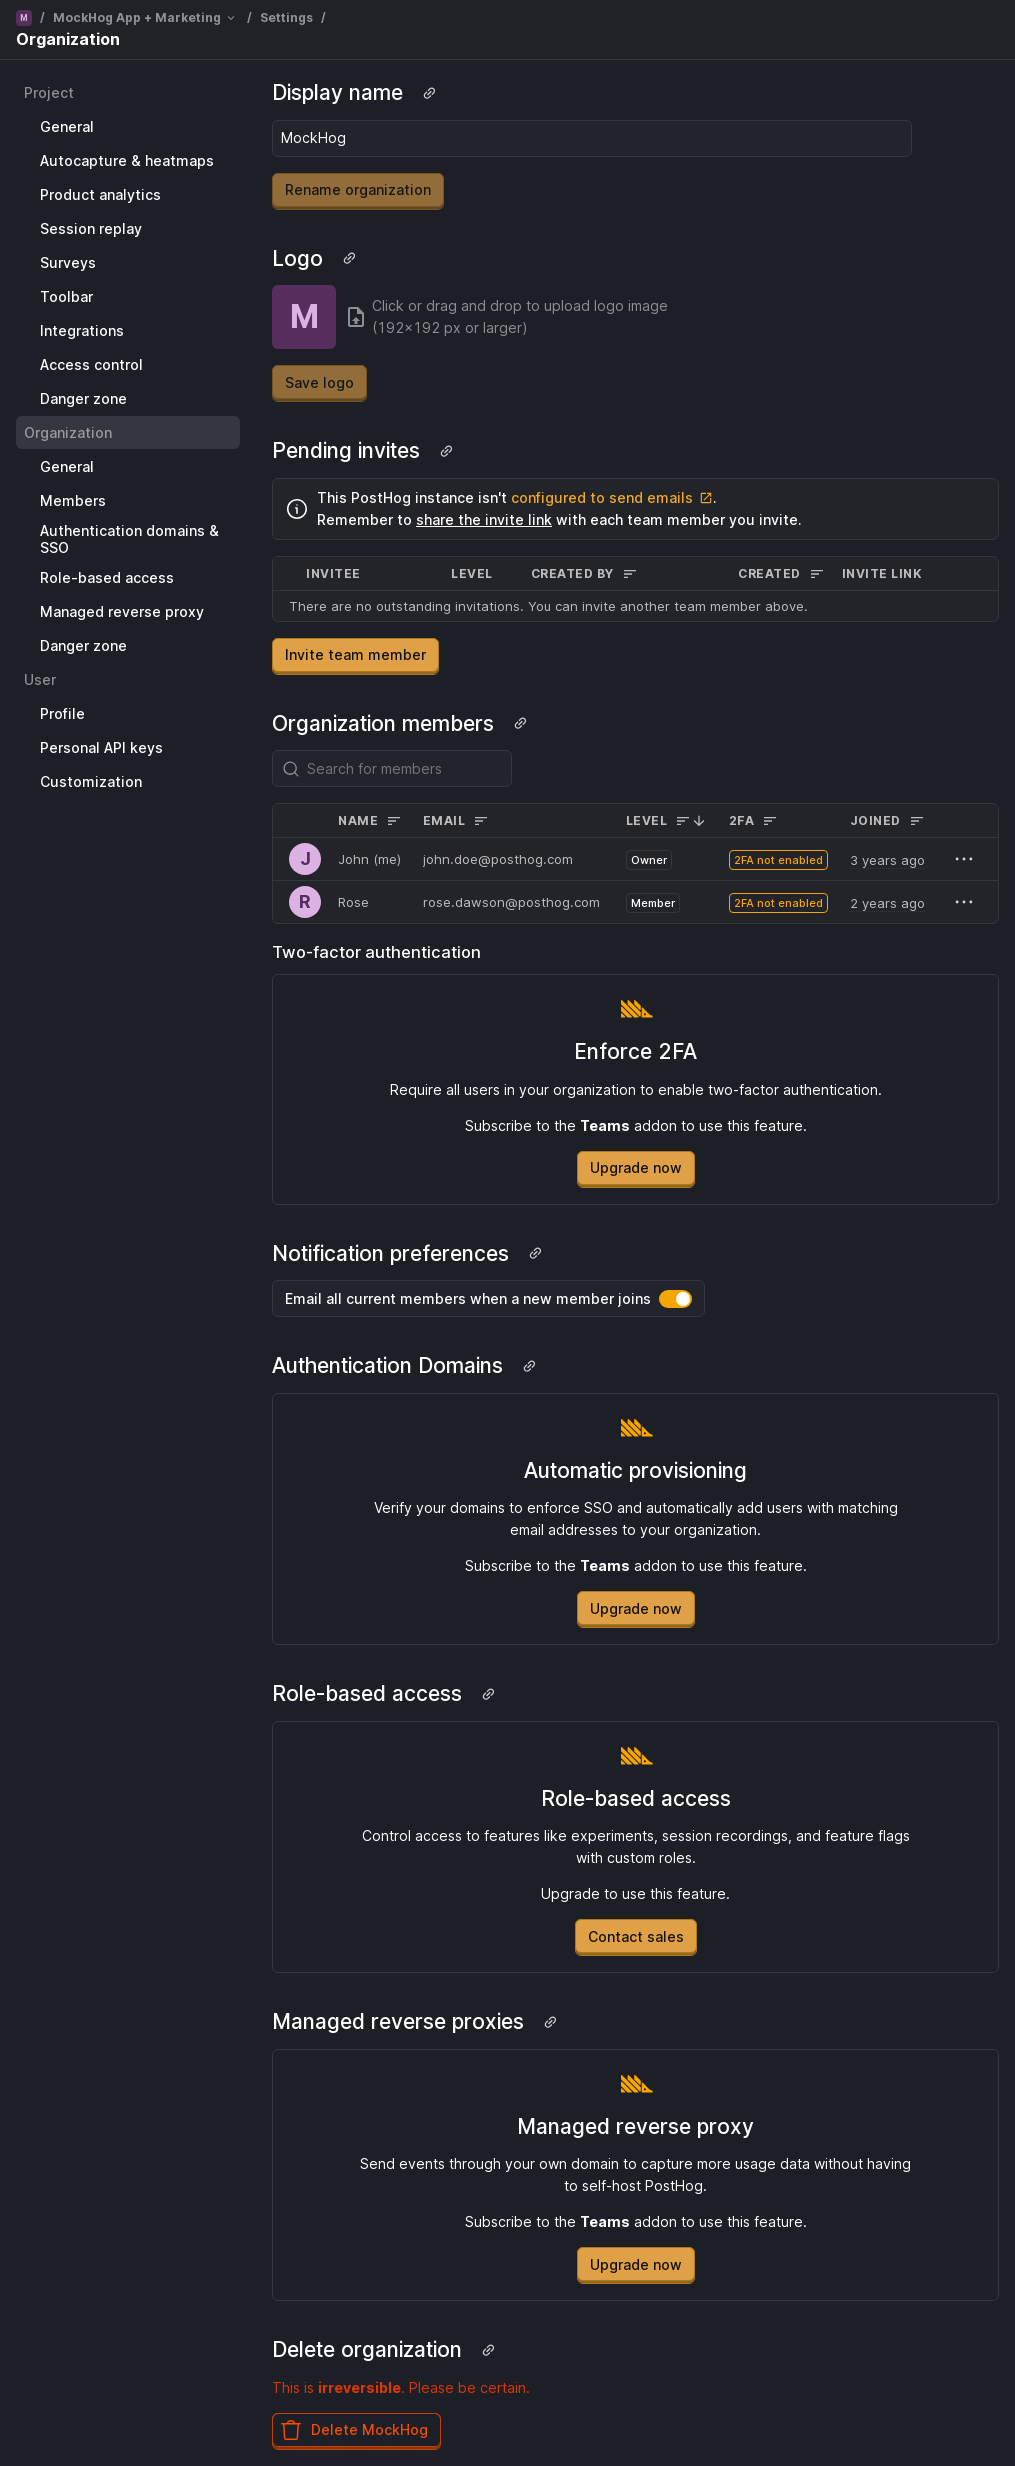 M / MockHog App + Marketing / Settings /
Organization
Project
General
Autocapture & heatmaps
Product analytics
Session replay
Surveys
Toolbar
Integrations
Access control
Danger zone
Organization
General
Members
Authentication domains &
SSO
Role-based access
Managed reverse proxy
Danger zone
User
Profile
Personal API keys
Customization
Display name
MockHog
Rename organization
Logo
M
Click or drag and drop to upload logo image
(192×192 px or larger)
Save logo
Pending invites
This PostHog instance isn't configured to send emails.
Remember to share the invite link with each team member you invite.
INVITEE LEVEL CREATED BY CREATED INVITE LINK
There are no outstanding invitations. You can invite another team member above.
Invite team member
Organization members
Search for members
NAME EMAIL LEVEL 2FA JOINED
J John (me) john.doe@posthog.com Owner 2FA not enabled 3 years ago
R Rose rose.dawson@posthog.com Member 2FA not enabled 2 years ago
Two-factor authentication
Enforce 2FA
Require all users in your organization to enable two-factor authentication.
Subscribe to the Teams addon to use this feature.
Upgrade now
Notification preferences
Email all current members when a new member joins
Authentication Domains
Automatic provisioning
Verify your domains to enforce SSO and automatically add users with matching
email addresses to your organization.
Subscribe to the Teams addon to use this feature.
Upgrade now
Role-based access
Role-based access
Control access to features like experiments, session recordings, and feature flags
with custom roles.
Upgrade to use this feature.
Contact sales
Managed reverse proxies
Managed reverse proxy
Send events through your own domain to capture more usage data without having
to self-host PostHog.
Subscribe to the Teams addon to use this feature.
Upgrade now
Delete organization
This is irreversible. Please be certain.
Delete MockHog